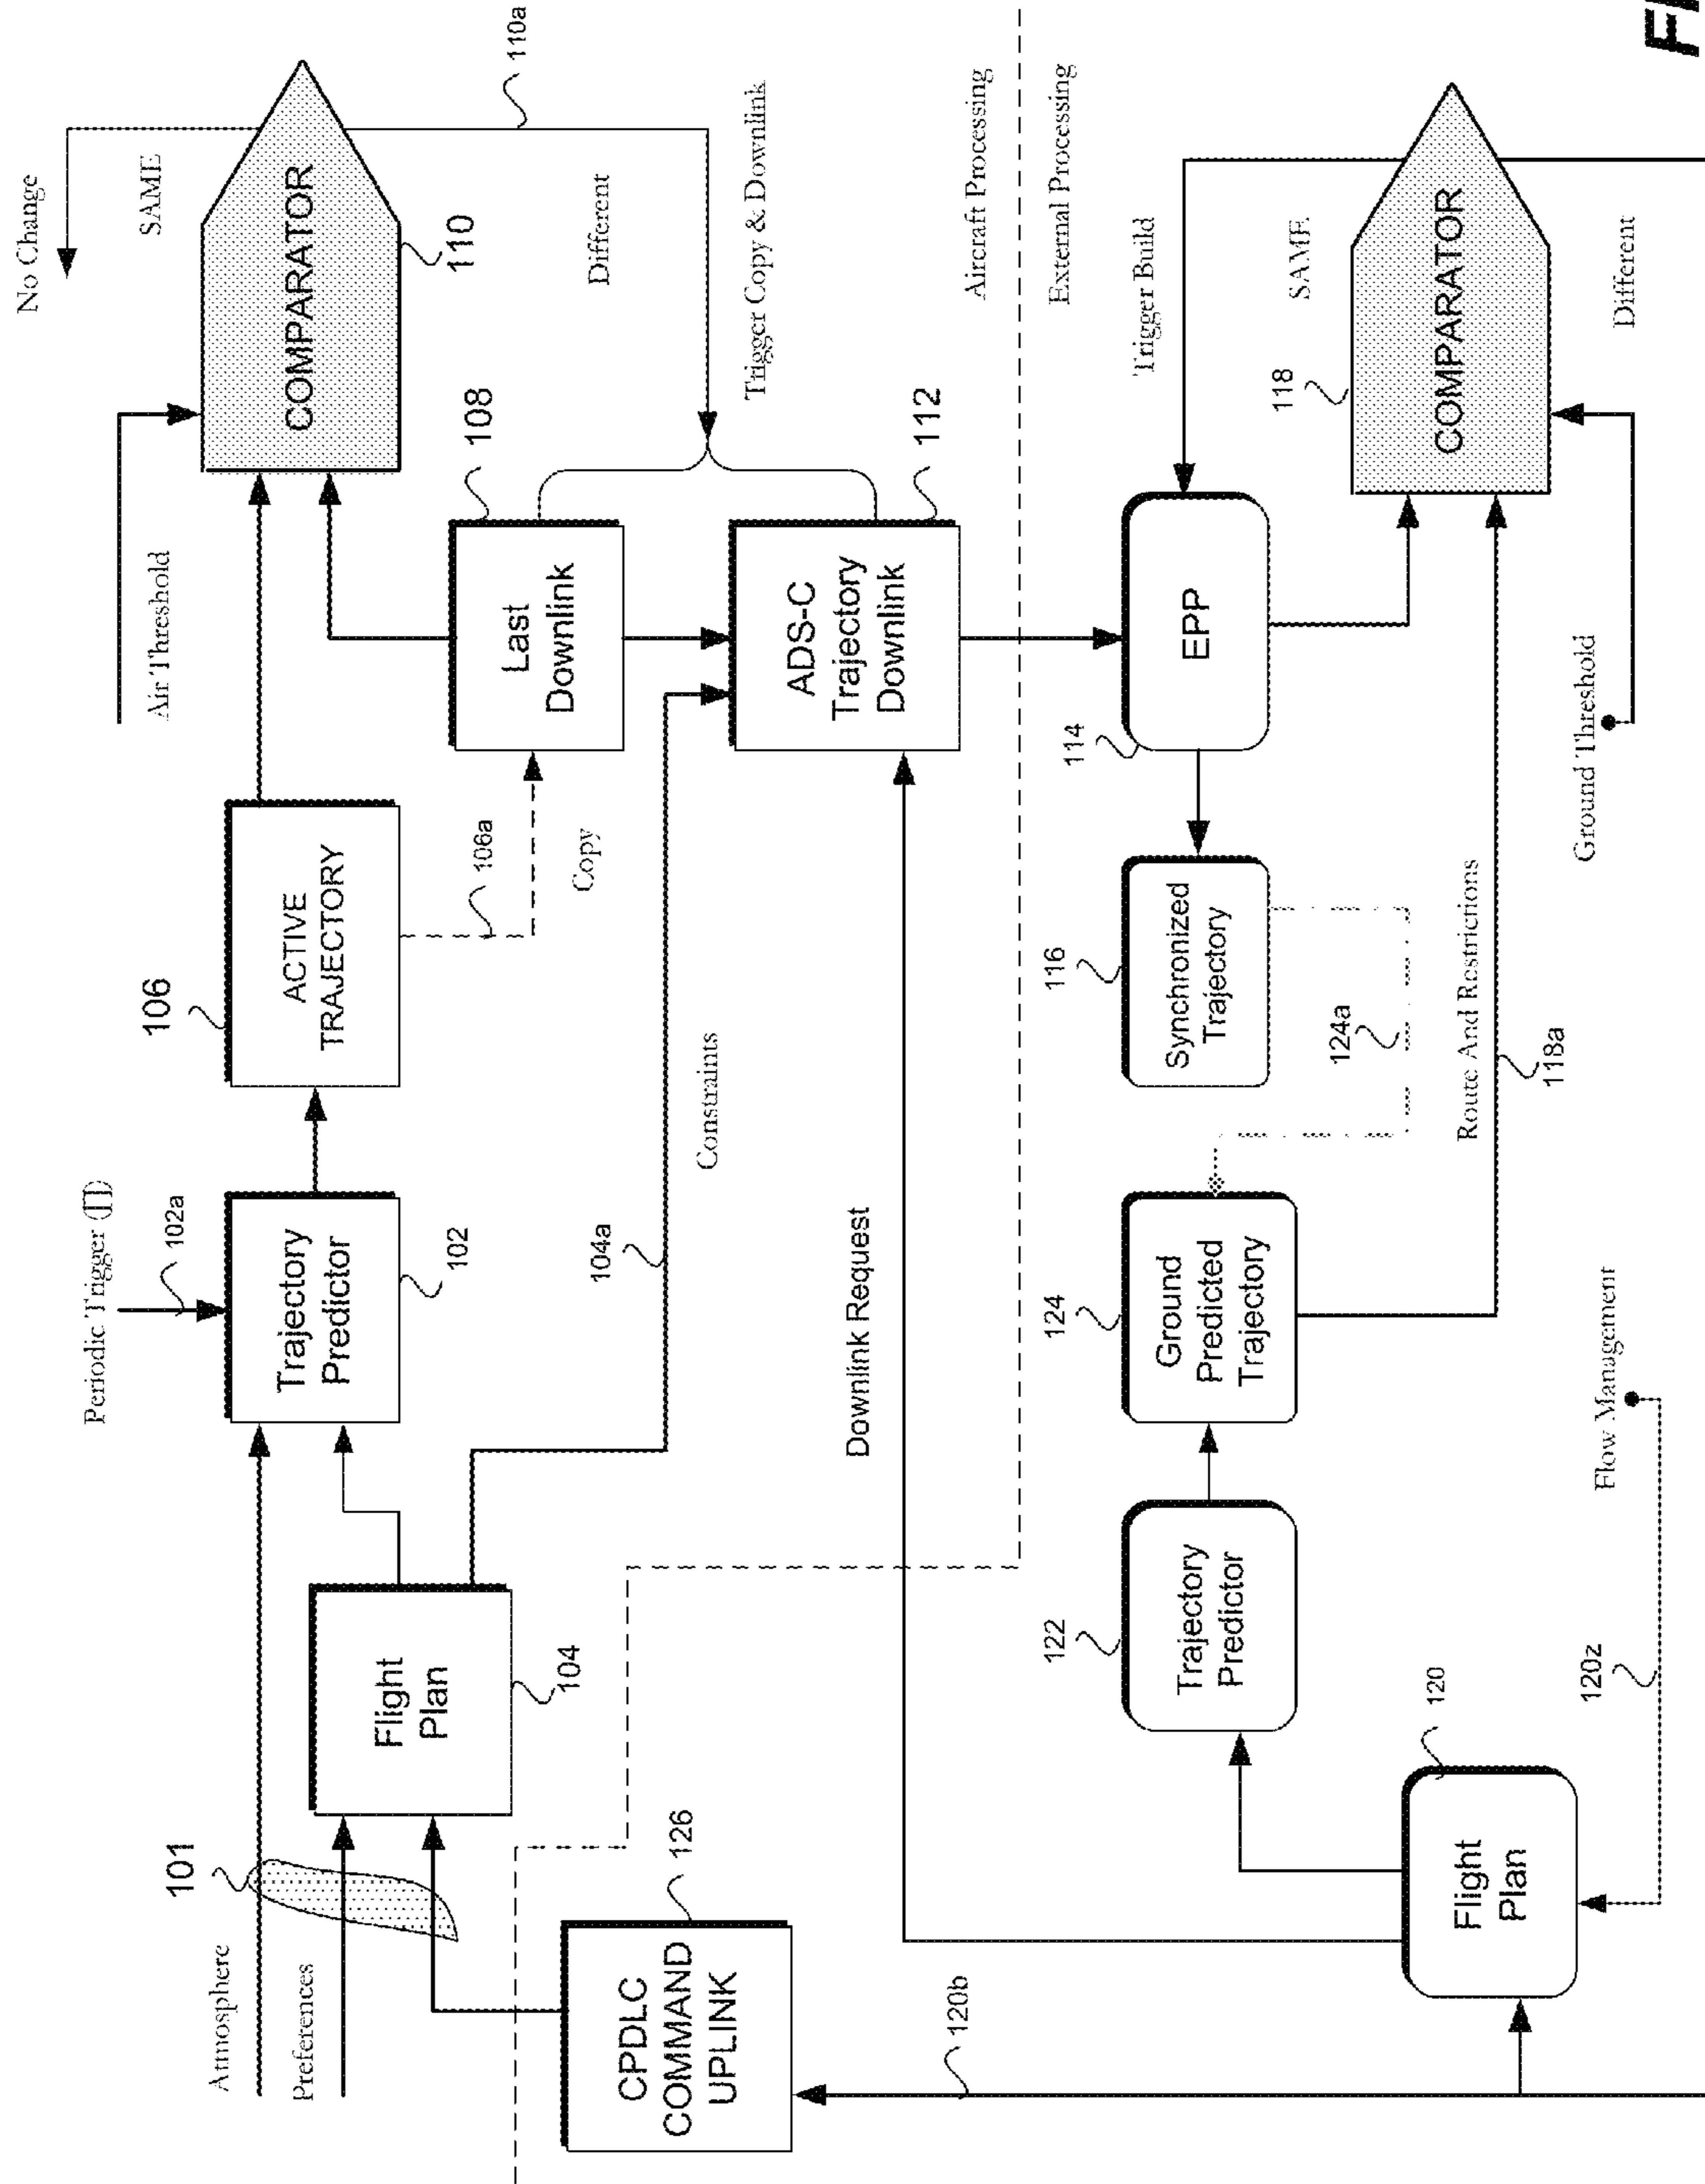 No Change
SAME
110a
COMPARATOR
110
Different
Trigger Copy & Downlink
Air Threshold
108
Last
Downlink
112
ADS-C
Trajectory
Downlink
106
ACTIVE
TRAJECTORY
106a
Copy
Periodic Trigger (∏)
102a
Trajectory
Predictor
102
104a
Constraints
Downlink Request
Flight
Plan
104
101
Atmosphere
Preferences
126
CPDLC
COMMAND
UPLINK
120b
Aircraft Processing
External Processing
Trigger Build
SAME
118
COMPARATOR
Different
EPP
114
Ground Threshold
116
Synchronized
Trajectory
124a
Route And Restrictions
118a
124
Ground
Predicted
Trajectory
Flow Management
122
Trajectory
Predictor
120z
120
Flight
Plan